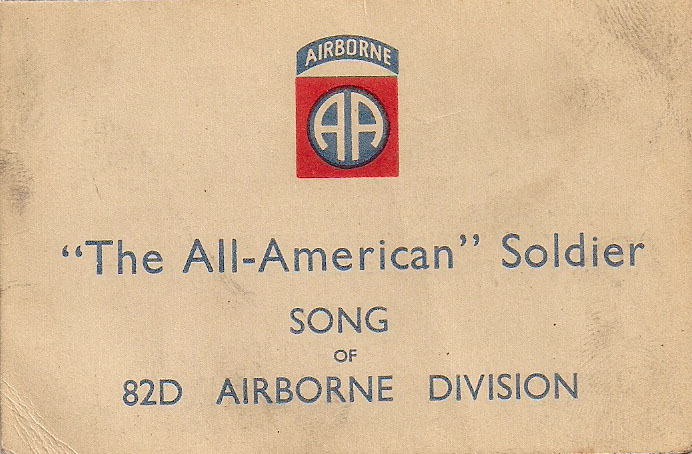 AIRBORNE
AA
“The All-American” Soldier
SONG
OF
82D AIRBORNE DIVISION